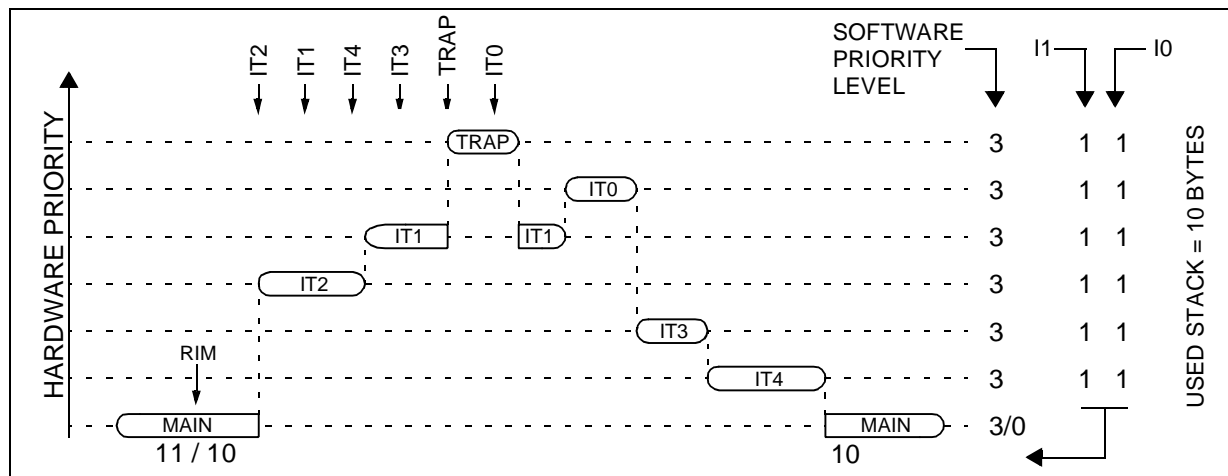 IT2
IT1
IT4
IT3
TRAP
IT0
SOFTWARE
PRIORITY
LEVEL
I1
I0
HARDWARE PRIORITY
TRAP
3
1 1
IT0
3
1 1
IT1
IT1
3
1 1
IT2
3
1 1
IT3
3
1 1
RIM
IT4
3
1 1
MAIN
MAIN
3/0
11 / 10
10
USED STACK = 10 BYTES